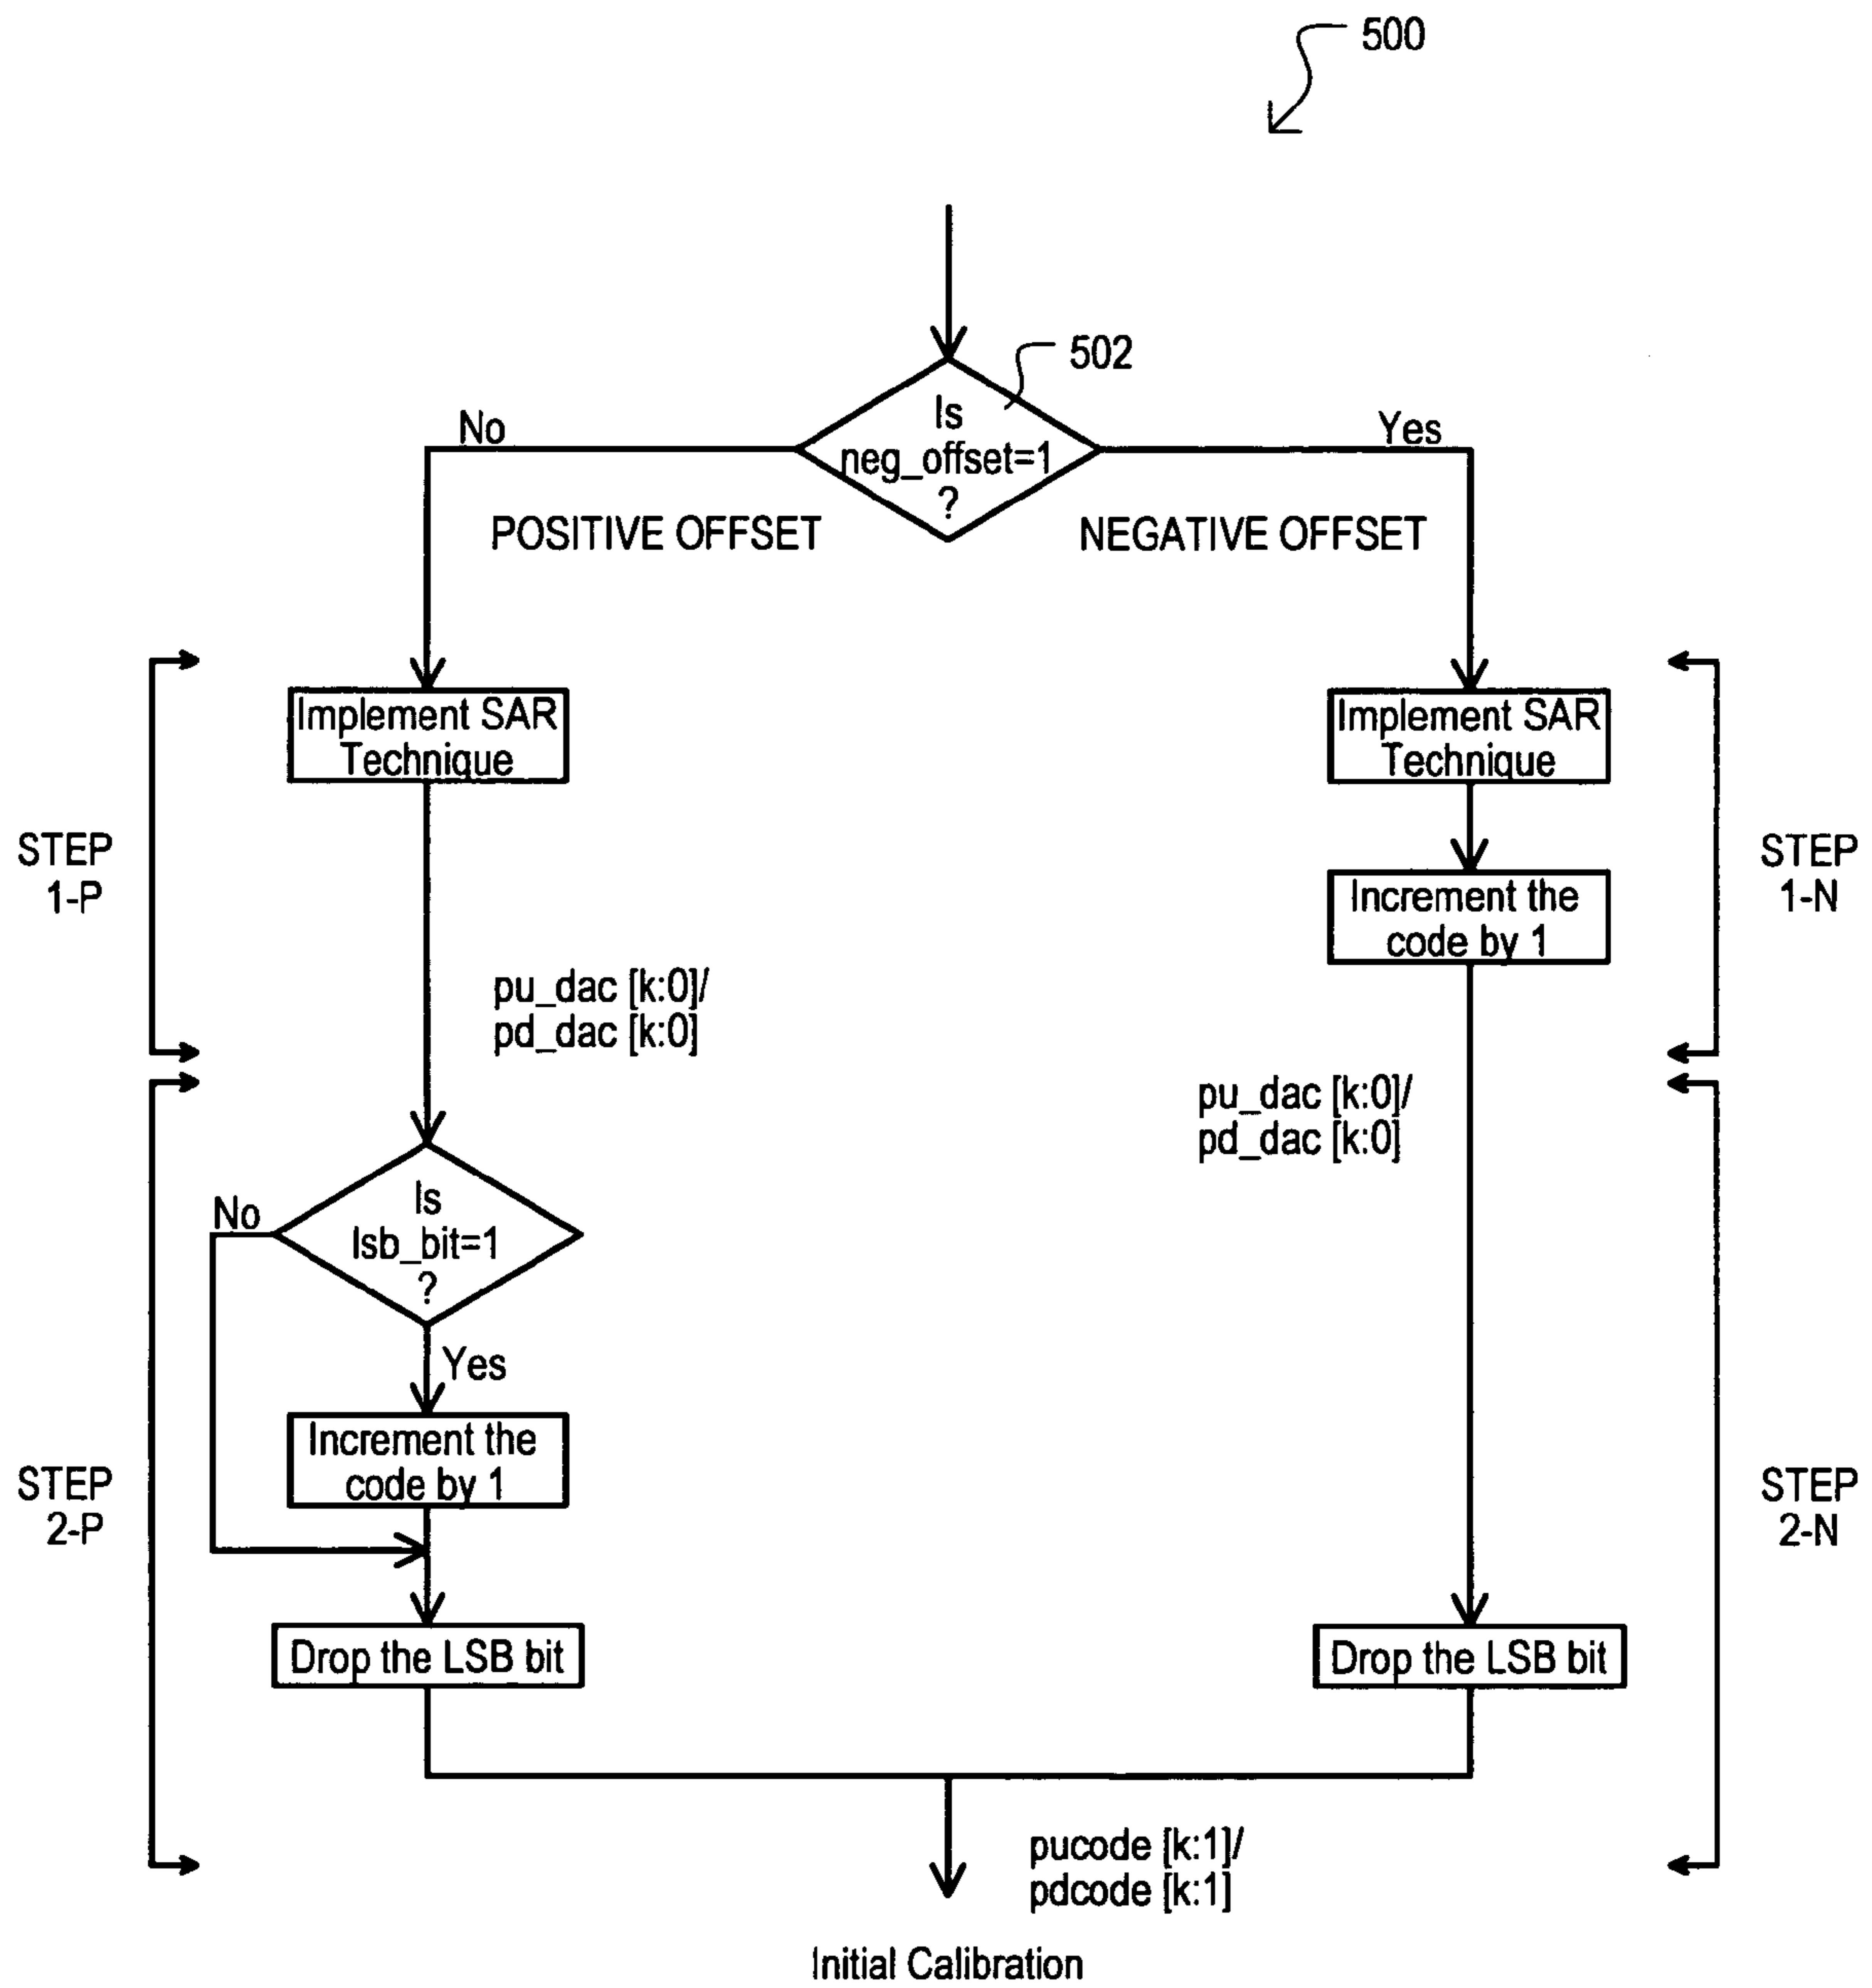 500
502
Is
neg_offset=1
?
No
Yes
POSITIVE OFFSET
NEGATIVE OFFSET
Implement SAR
Technique
Implement SAR
Technique
STEP
1-P
STEP
1-N
Increment the
code by 1
pu_dac [k:0]/
pd_dac [k:0]
pu_dac [k:0]/
pd_dac [k:0]
Is
lsb_bit=1
?
No
Yes
Increment the
code by 1
STEP
2-P
STEP
2-N
Drop the LSB bit
Drop the LSB bit
pucode [k:1]/
pdcode [k:1]
Initial Calibration